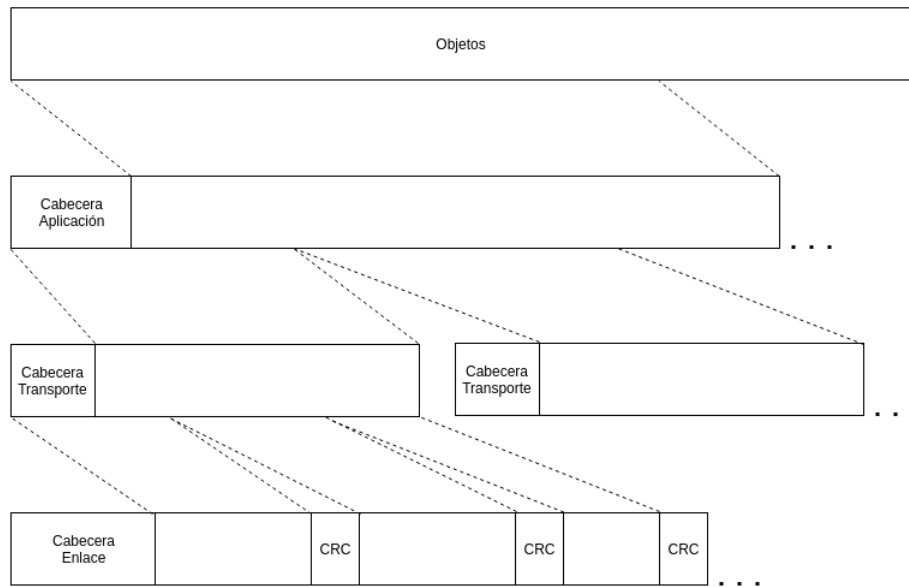 Objetos
Cabecera
Aplicación
. . .
Cabecera
Transporte
Cabecera
Transporte
. .
Cabecera
Enlace
CRC
CRC
CRC
. . .